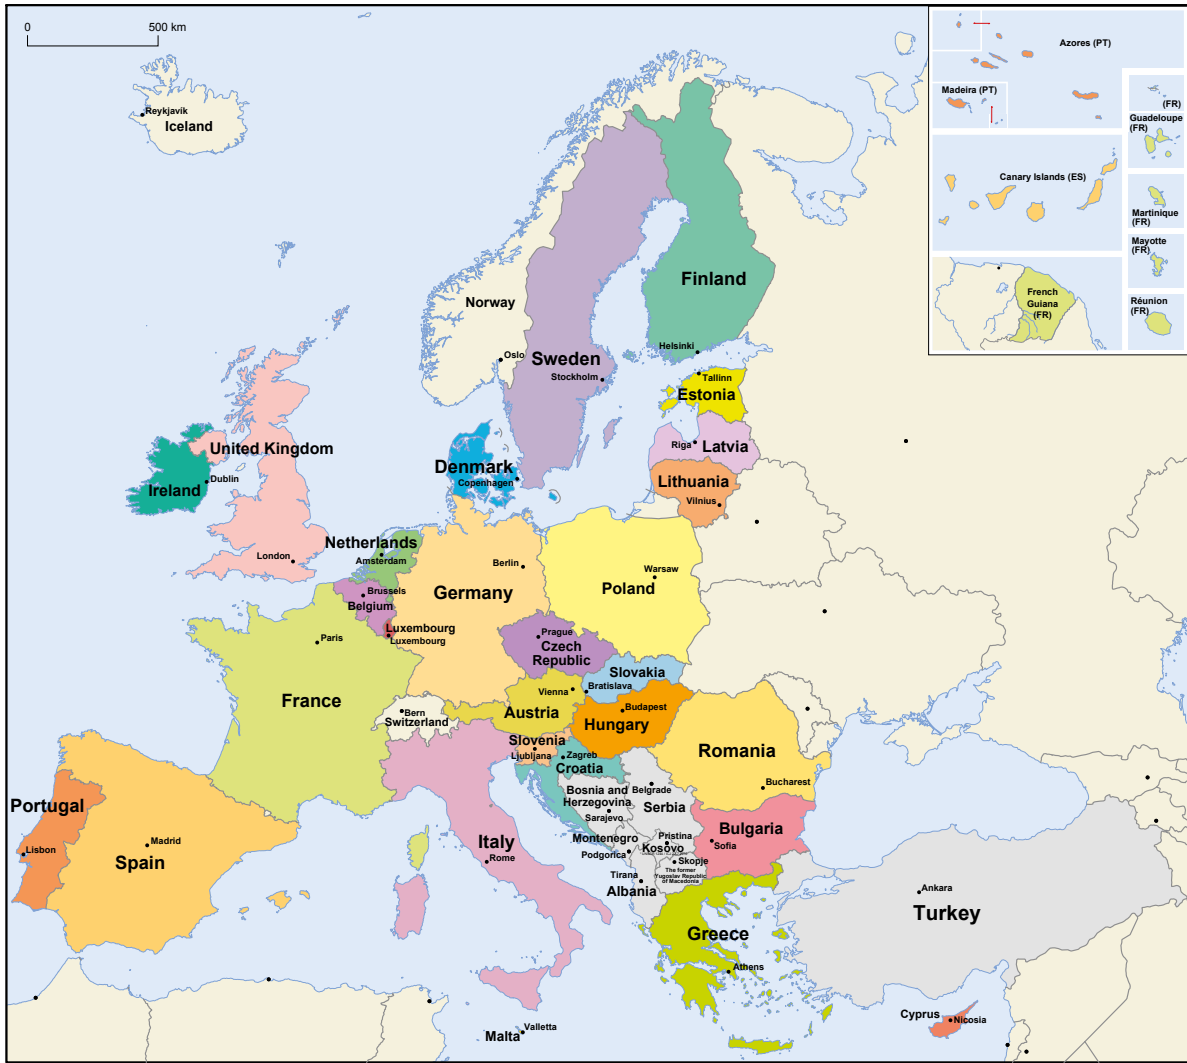 0
500 km
Azores (PT)
Madeira (PT)
(FR)
Guadeloupe
(FR)
Canary Islands (ES)
Martinique
(FR)
Mayotte
(FR)
French
Guiana
(FR)
Réunion
(FR)
Reykjavik
Iceland
Norway
Finland
Oslo
Helsinki
Sweden
Stockholm
Tallinn
Estonia
Riga
Latvia
United Kingdom
Denmark
Copenhagen
Lithuania
Vilnius
Dublin
Ireland
London
Netherlands
Amsterdam
Berlin
Warsaw
Poland
Germany
Brussels
Belgium
Luxembourg
Luxembourg
Paris
Prague
Czech
Republic
Slovakia
Bratislava
Vienna
Austria
Budapest
Hungary
France
Bern
Switzerland
Slovenia
Ljubljana
Zagreb
Croatia
Romania
Bucharest
Bosnia and
Herzegovina
Sarajevo
Belgrade
Serbia
Portugal
Lisbon
Madrid
Spain
Italy
Rome
Montenegro
Podgorica
Pristina
Kosovo
Bulgaria
Sofia
Skopje
The former
Yugoslav Republic
of Macedonia
Tirana
Albania
Ankara
Turkey
Greece
Athens
Cyprus
Nicosia
Malta
Valletta